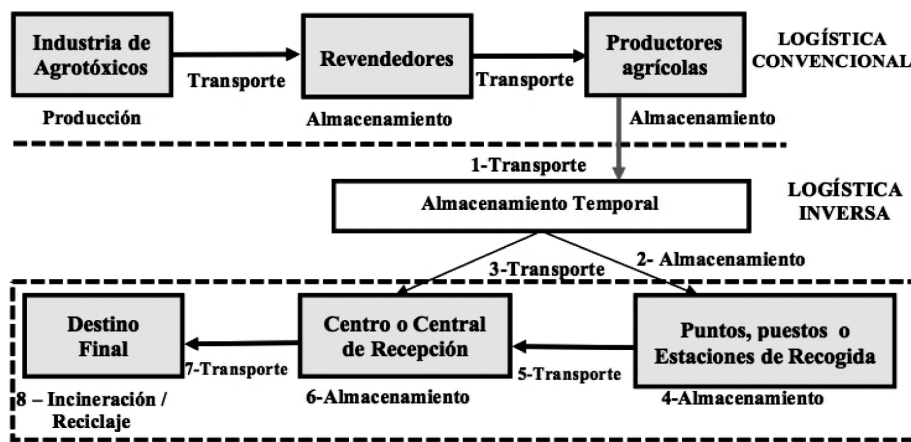 Industria de
Agrotóxicos
Transporte
Revendedores
Transporte
Productores
agrícolas
LOGÍSTICA
CONVENCIONAL
Producción
Almacenamiento
Almacenamiento
1-Transporte
Almacenamiento Temporal
LOGÍSTICA
INVERSA
3-Transporte
2- Almacenamiento
Destino
Final
7-Transporte
Centro o Central
de Recepción
5-Transporte
Puntos, puestos o
Estaciones de Recogida
8 – Incineración /
Reciclaje
6-Almacenamiento
4-Almacenamiento